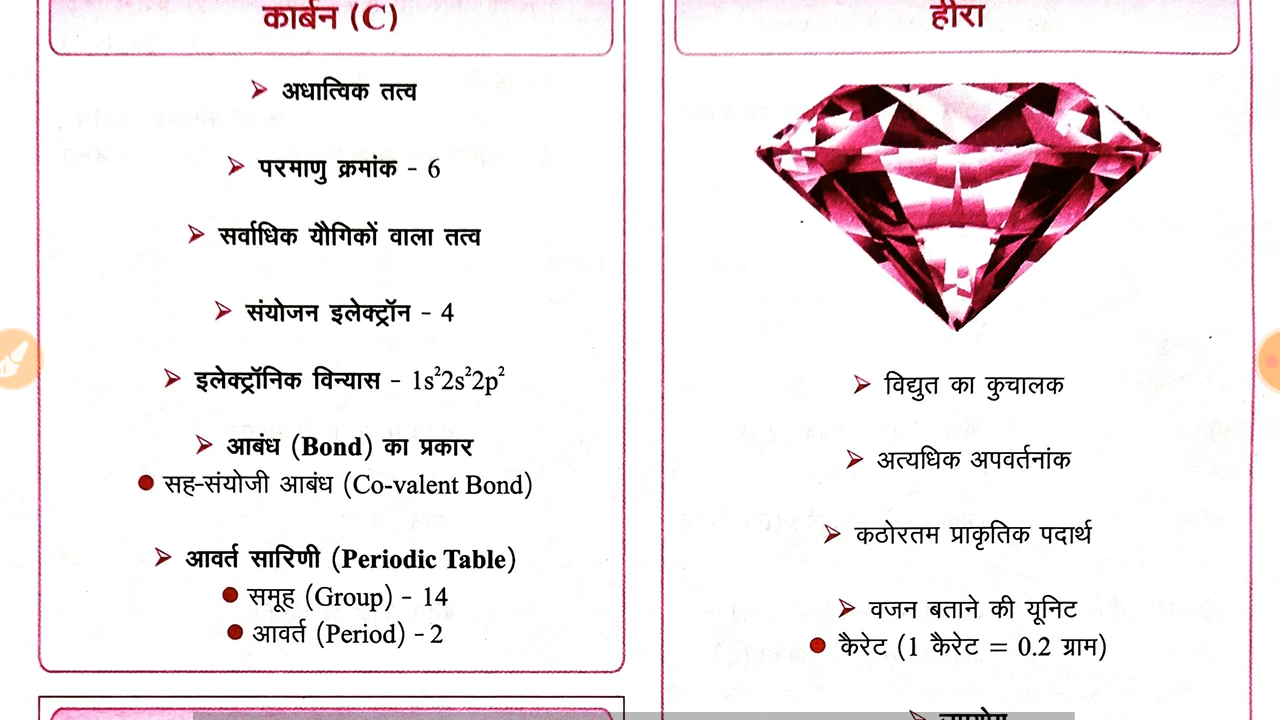 कार्बन (C)
➢ अधात्विक तत्व
➢ परमाणु क्रमांक - 6
➢ सर्वाधिक यौगिकों वाला तत्व
➢ संयोजन इलेक्ट्रॉन - 4
➢ इलेक्ट्रॉनिक विन्यास - 1s²2s²2p²
➢ आबंध (Bond) का प्रकार
● सह-संयोजी आबंध (Co-valent Bond)
➢ आवर्त सारिणी (Periodic Table)
● समूह (Group) - 14
● आवर्त (Period) - 2
हीरा
➢ विद्युत का कुचालक
➢ अत्यधिक अपवर्तनांक
➢ कठोरतम प्राकृतिक पदार्थ
➢ वजन बताने की यूनिट
● कैरेट (1 कैरेट = 0.2 ग्राम)